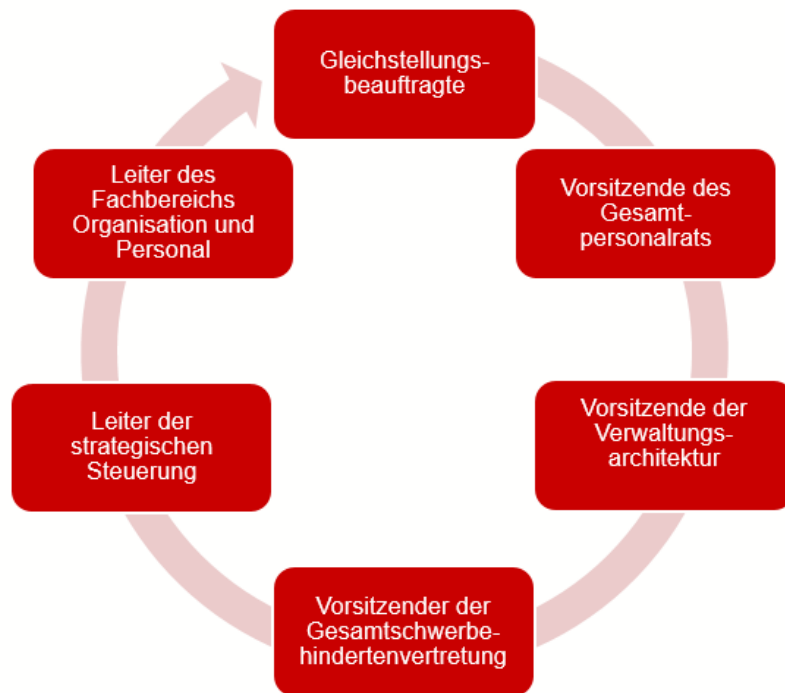 Gleichstellungs-
beauftragte
Vorsitzende des
Gesamt-
personalrats
Vorsitzende der
Verwaltungs-
architektur
Vorsitzender der
Gesamtschwerbe-
hindertenvertretung
Leiter der
strategischen
Steuerung
Leiter des
Fachbereichs
Organisation und
Personal